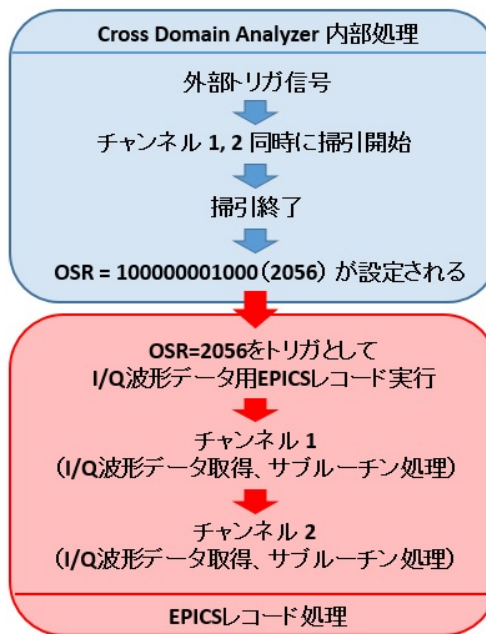 Cross Domain Analyzer 内部処理
外部トリガ信号
チャンネル 1, 2 同時に掃引開始
掃引終了
OSR = 100000001000(2056) が設定される
OSR=2056をトリガとして
I/Q波形データ用EPICSレコード実行
チャンネル 1
(I/Q波形データ取得、サブルーチン処理)
チャンネル 2
(I/Q波形データ取得、サブルーチン処理)
EPICSレコード処理